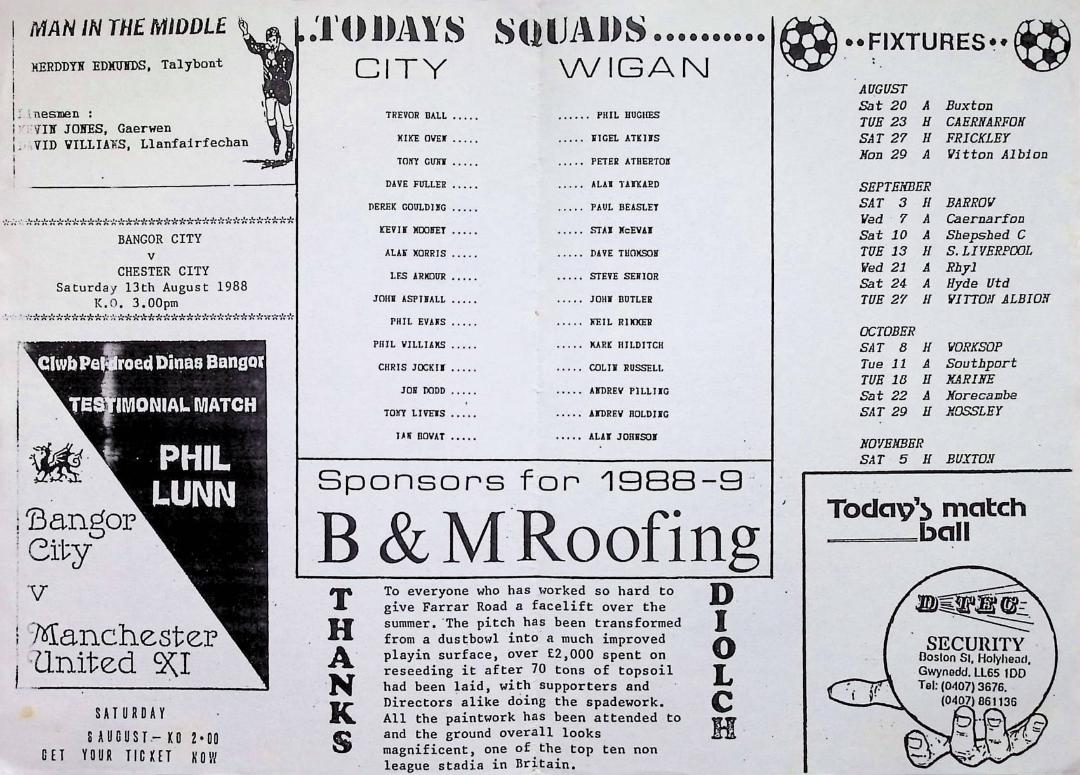 MAN IN THE MIDDLE
MERDDYN EDMUNDS, Talybont
Linesmen :
KEVIN JONES, Gaerwen
DAVID WILLIAMS, Llanfairfechan
BANGOR CITY
v
CHESTER CITY
Saturday 13th August 1988
K.O. 3.00pm
Clwb Pel-droed Dinas Bangor
TESTIMONIAL MATCH
PHIL
LUNN
Bangor
City
v
Manchester
United XI
SATURDAY
6 AUGUST - KO 2·00
GET YOUR TICKET NOW
..TODAYS SQUADS..........
CITY WIGAN
TREVOR BALL ..... ...... PHIL HUGHES
MIKE OWEN ..... ..... NIGEL ATKINS
TONY GUNN ..... ..... PETER ATHERTON
DAVE FULLER ..... ..... ALAN TANKARD
DEREK GOULDING ..... ..... PAUL BEASLEY
KEVIN MOONEY ..... ..... STAN McEVAN
ALAN MORRIS ..... ..... DAVE THOMSON
LES ARMOUR ..... ..... STEVE SENIOR
JOHN ASPINALL ..... ..... JOHN BUTLER
PHIL EVANS ..... ..... NEIL RIMMER
PHIL WILLIAMS ..... ..... MARK HILDITCH
CHRIS JOCKIN ..... ..... COLIN RUSSELL
JON DODD ..... ..... ANDREW PILLING
TONY LIVENS ..... ..... ANDREW HOLDING
IAN HOVAT ..... ..... ALAN JOHNSON
Sponsors for 1988-9
B & M Roofing
THANKS
To everyone who has worked so hard to
give Farrar Road a facelift over the
summer. The pitch has been transformed
from a dustbowl into a much improved
playin surface, over £2,000 spent on
reseeding it after 70 tons of topsoil
had been laid, with supporters and
Directors alike doing the spadework.
All the paintwork has been attended to
and the ground overall looks
magnificent, one of the top ten non
league stadia in Britain.
DIOLCH
··FIXTURES··
AUGUST
Sat 20 A Buxton
TUE 23 H CAERNARFON
SAT 27 H FRICKLEY
Mon 29 A Witton Albion
SEPTEMBER
SAT 3 H BARROW
Wed 7 A Caernarfon
Sat 10 A Shepshed C
TUE 13 H S.LIVERPOOL
Wed 21 A Rhyl
Sat 24 A Hyde Utd
TUE 27 H WITTON ALBION
OCTOBER
SAT 8 H WORKSOP
Tue 11 A Southport
TUE 18 H MARINE
Sat 22 A Morecambe
SAT 29 H MOSSLEY
NOVEMBER
SAT 5 H BUXTON
Today's match
ball
D-TEC
SECURITY
Boston St, Holyhead,
Gwynedd. LL65 1DD
Tel: (0407) 3676.
(0407) 861136